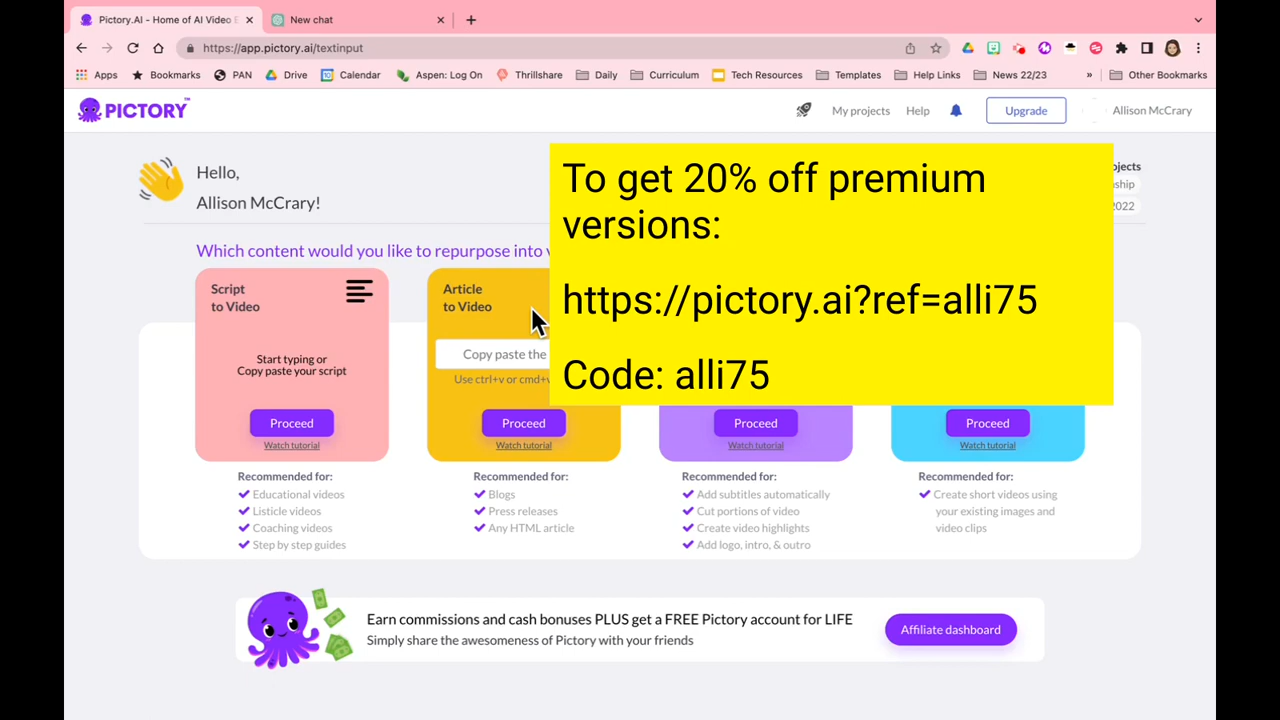 Pictory.AI - Home of AI Video E
New chat
https://app.pictory.ai/textinput
Apps
Bookmarks
PAN
Drive
Calendar
Aspen: Log On
Thrillshare
Daily
Curriculum
Tech Resources
Templates
Help Links
News 22/23
»
Other Bookmarks
PICTORY™
My projects
Help
Upgrade
Allison McCrary
Hello,
Allison McCrary!
ojects
ship
2022
To get 20% off premium
versions:
https://pictory.ai?ref=alli75
Code: alli75
Which content would you like to repurpose into v
Script
to Video
Start typing or
Copy paste your script
Proceed
Watch tutorial
Article
to Video
Copy paste the
Use ctrl+v or cmd+v
Proceed
Watch tutorial
Proceed
Watch tutorial
Proceed
Watch tutorial
Recommended for:
Educational videos
Listicle videos
Coaching videos
Step by step guides
Recommended for:
Blogs
Press releases
Any HTML article
Recommended for:
Add subtitles automatically
Cut portions of video
Create video highlights
Add logo, intro, & outro
Recommended for:
Create short videos using
your existing images and
video clips
Earn commissions and cash bonuses PLUS get a FREE Pictory account for LIFE
Simply share the awesomeness of Pictory with your friends
Affiliate dashboard